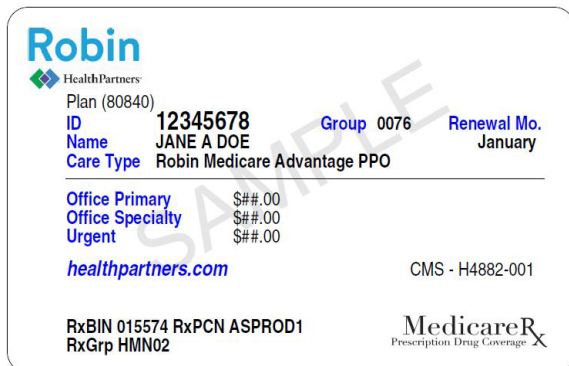 Robin
HealthPartners
Plan (80840)
ID 12345678 Group 0076 Renewal Mo.
Name JANE A DOE January
Care Type Robin Medicare Advantage PPO
Office Primary $##.00
Office Specialty $##.00
Urgent $##.00
SAMPLE
healthpartners.com CMS - H4882-001
RxBIN 015574 RxPCN ASPROD1
RxGrp HMN02
MedicareRx
Prescription Drug Coverage